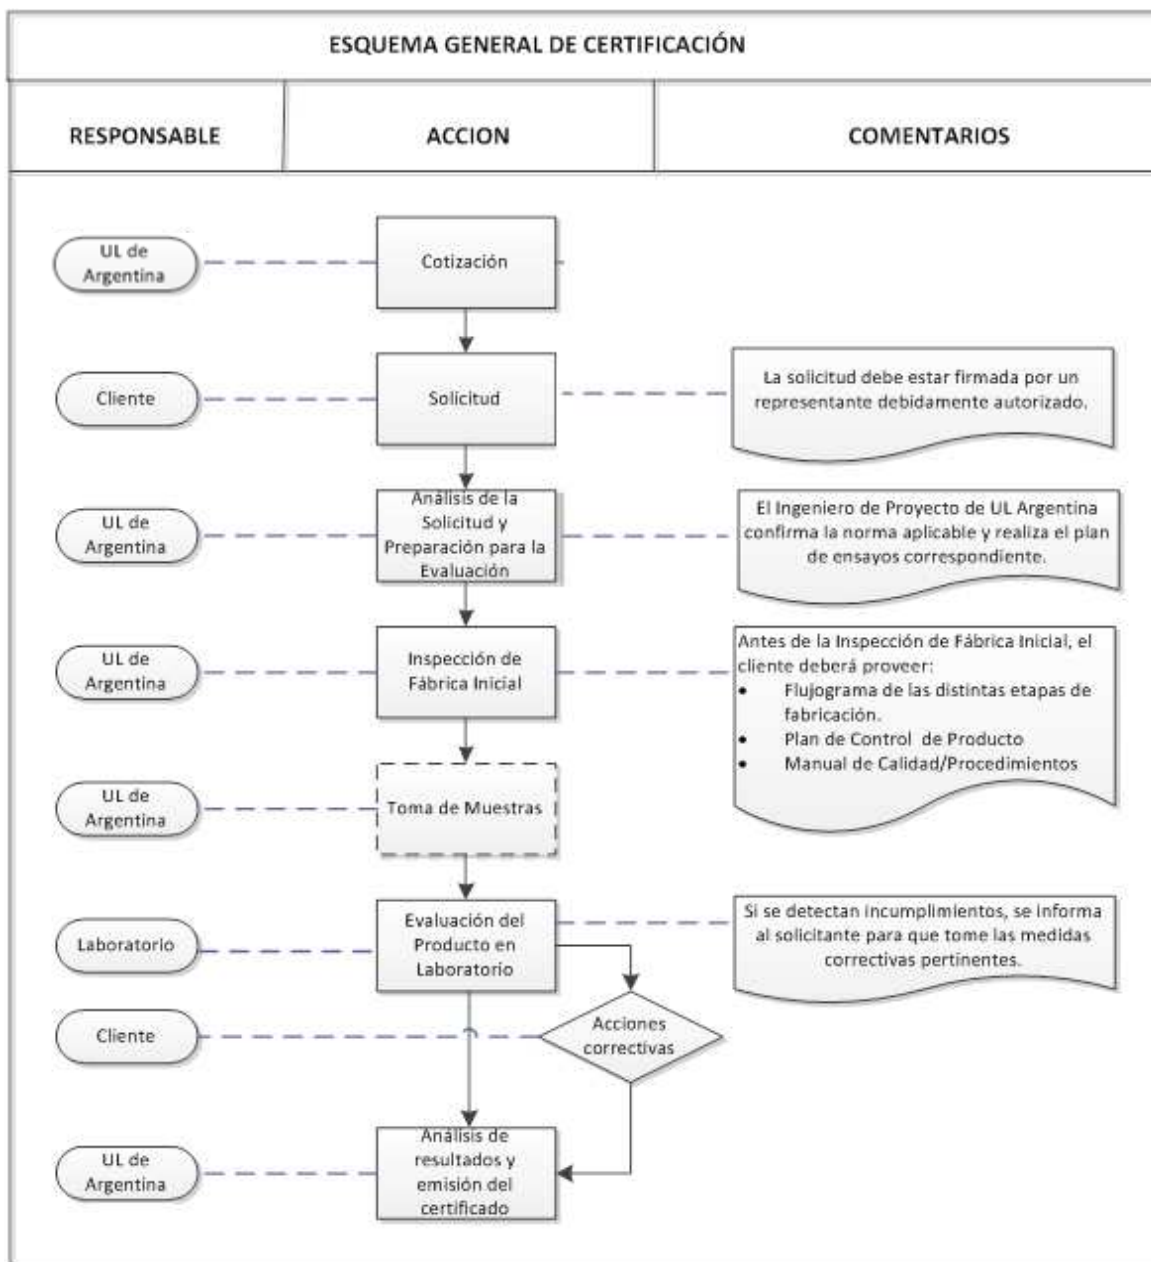 ESQUEMA GENERAL DE CERTIFICACIÓN
RESPONSABLE
ACCION
COMENTARIOS
UL de
Argentina
Cotización
Cliente
Solicitud
La solicitud debe estar firmada por un
representante debidamente autorizado.
UL de
Argentina
Análisis de la
Solicitud y
Preparación para la
Evaluación
El Ingeniero de Proyecto de UL Argentina
confirma la norma aplicable y realiza el plan
de ensayos correspondiente.
UL de
Argentina
Inspección de
Fábrica Inicial
Antes de la Inspección de Fábrica Inicial, el
cliente deberá proveer:
• Flujograma de las distintas etapas de
fabricación.
• Plan de Control de Producto
• Manual de Calidad/Procedimientos
UL de
Argentina
Toma de Muestras
Laboratorio
Evaluación del
Producto en
Laboratorio
Si se detectan incumplimientos, se informa
al solicitante para que tome las medidas
correctivas pertinentes.
Cliente
Acciones
correctivas
UL de
Argentina
Análisis de
resultados y
emisión del
certificado